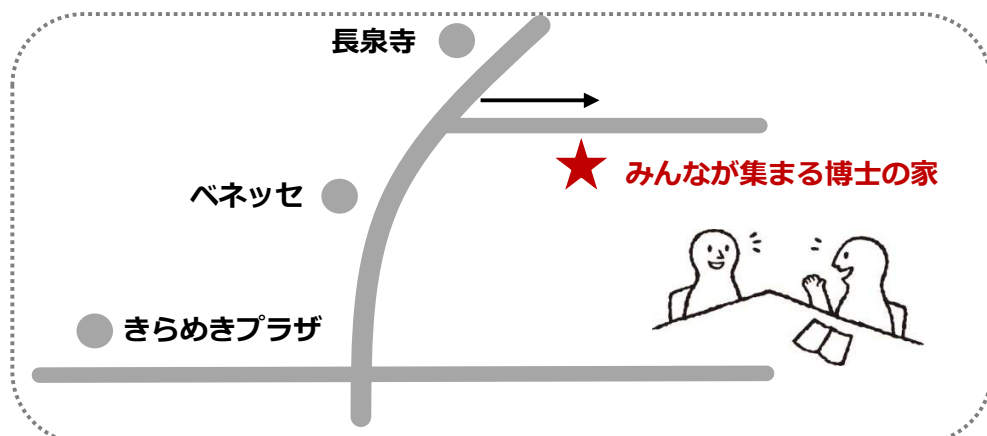 長泉寺
みんなが集まる博士の家
ベネッセ
きらめきプラザ